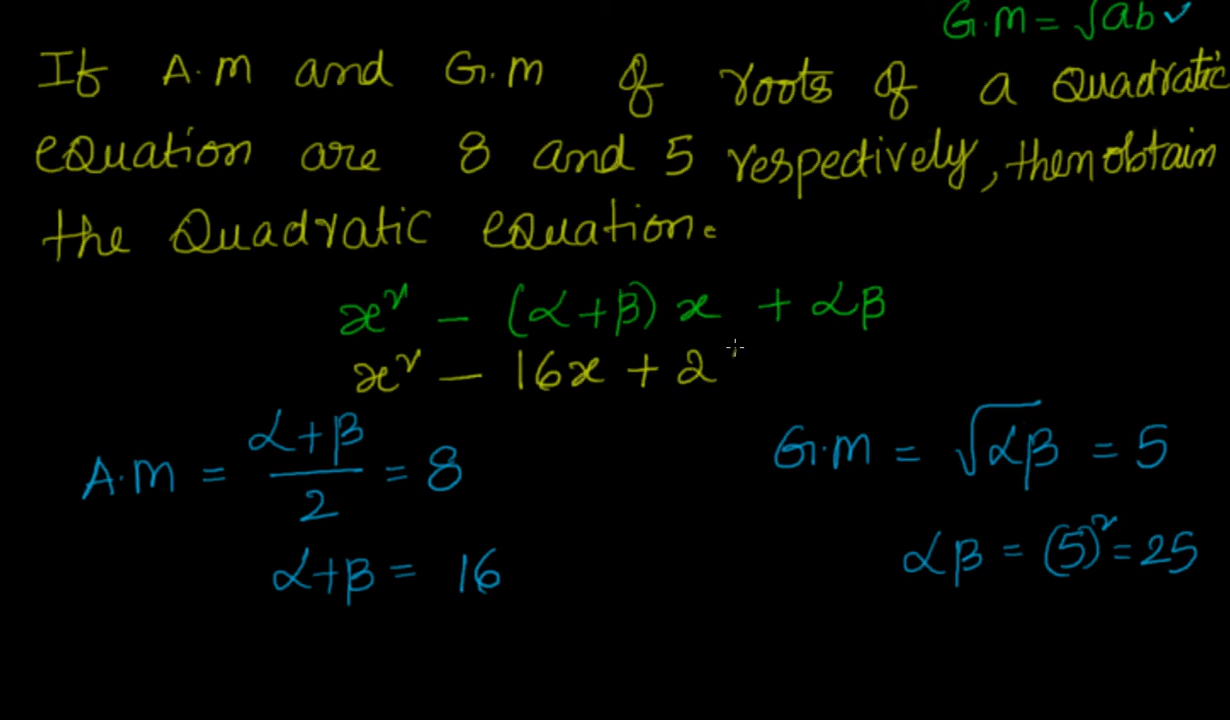 G.M = √ab ✓
If A.M and G.M of roots of a Quadratic
equation are 8 and 5 respectively, then obtain
the Quadratic equation.
x² - (α+β)x + αβ
x² - 16x + 2
A.M = (α+β)/2 = 8
G.M = √αβ = 5
α+β = 16
αβ = (5)² = 25